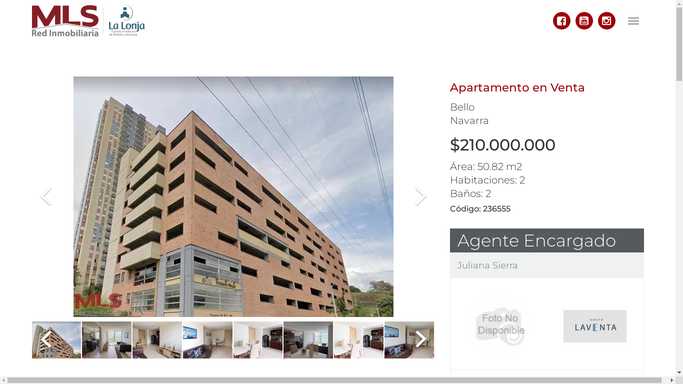 MLS
Red Inmobiliaria
La Lonja
Apartamento en Venta
Bello
Navarra
$210.000.000
Área: 50.82 m2
Habitaciones: 2
Baños: 2
Código: 236555
MLS
Agente Encargado
Juliana Sierra
Foto No
Disponible
LAVENTA